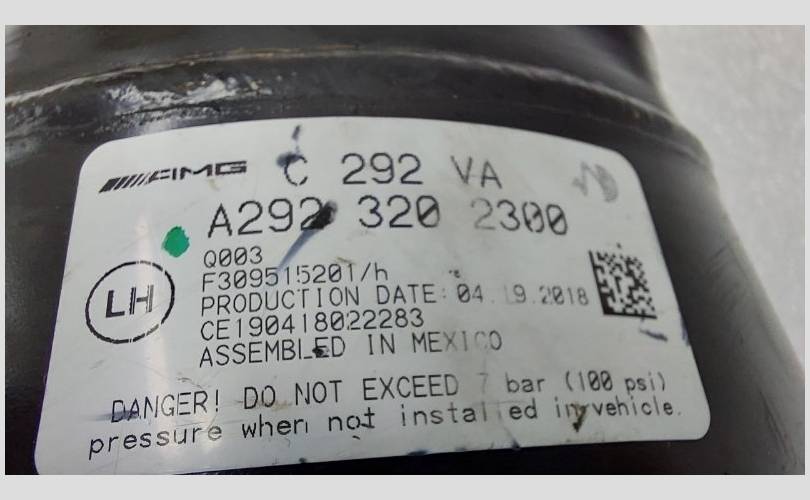 AMG C 292 VA
A292 320 2300
Q003
F309515201/h
LH
PRODUCTION DATE: 04.19.2018
CE190418022283
ASSEMBLED IN MEXICO
DANGER! DO NOT EXCEED 7 bar (100 psi)
pressure when not installed in vehicle.